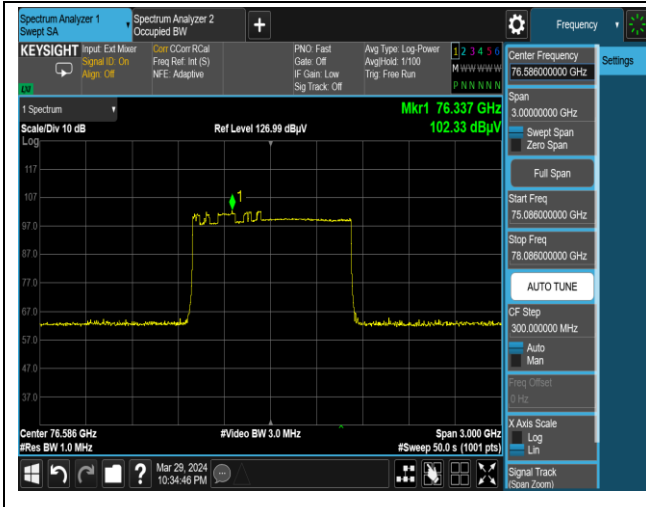 Spectrum Analyzer 1
Swept SA
Spectrum Analyzer 2
Occupied BW
+
Frequency
KEYSIGHT
Input: Ext Mixer
Signal ID: On
Align: Off
Corr CCorr RCal
Freq Ref: Int (S)
NFE: Adaptive
PNO: Fast
Gate: Off
IF Gain: Low
Sig Track: Off
Avg Type: Log-Power
Avg|Hold: 1/100
Trig: Free Run
1 2 3 4 5 6
M W W W W W
P N N N N N
LU
1 Spectrum
Scale/Div 10 dB
Log
Ref Level 126.99 dBµV
Mkr1 76.337 GHz
102.33 dBµV
117
107
97.0
87.0
77.0
67.0
57.0
47.0
37.0
1
Center 76.586 GHz
#Res BW 1.0 MHz
#Video BW 3.0 MHz
Span 3.000 GHz
#Sweep 50.0 s (1001 pts)
Center Frequency
76.586000000 GHz
Settings
Span
3.00000000 GHz
Swept Span
Zero Span
Full Span
Start Freq
75.086000000 GHz
Stop Freq
78.086000000 GHz
AUTO TUNE
CF Step
300.000000 MHz
Auto
Man
Freq Offset
0 Hz
X Axis Scale
Log
Lin
Signal Track
(Span Zoom)
?
Mar 29, 2024
10:34:46 PM